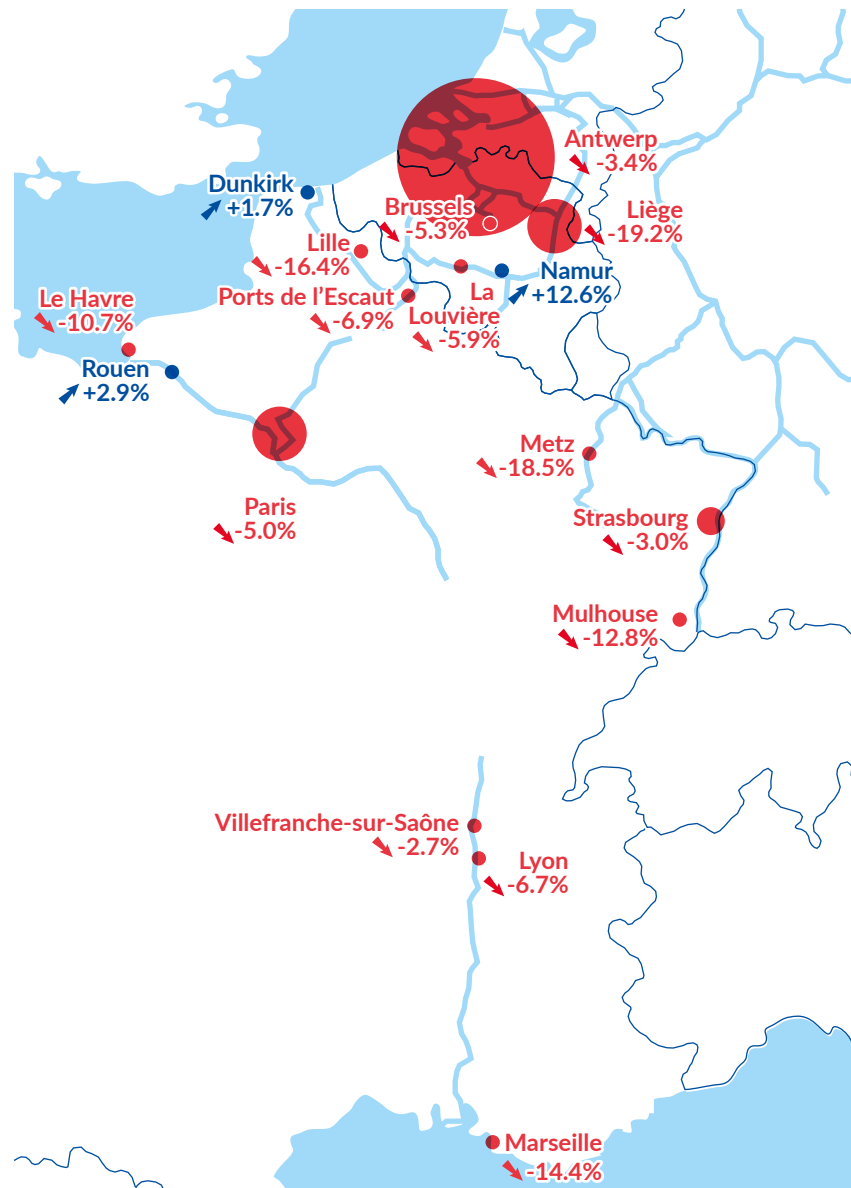 Antwerp
-3.4%
Dunkirk
+1.7%
Brussels
-5.3%
Liège
-19.2%
Lille
-16.4%
Namur
+12.6%
Le Havre
-10.7%
Ports de l'Escaut
-6.9%
La
Louvière
-5.9%
Rouen
+2.9%
Metz
-18.5%
Paris
-5.0%
Strasbourg
-3.0%
Mulhouse
-12.8%
Villefranche-sur-Saône
-2.7%
Lyon
-6.7%
Marseille
-14.4%